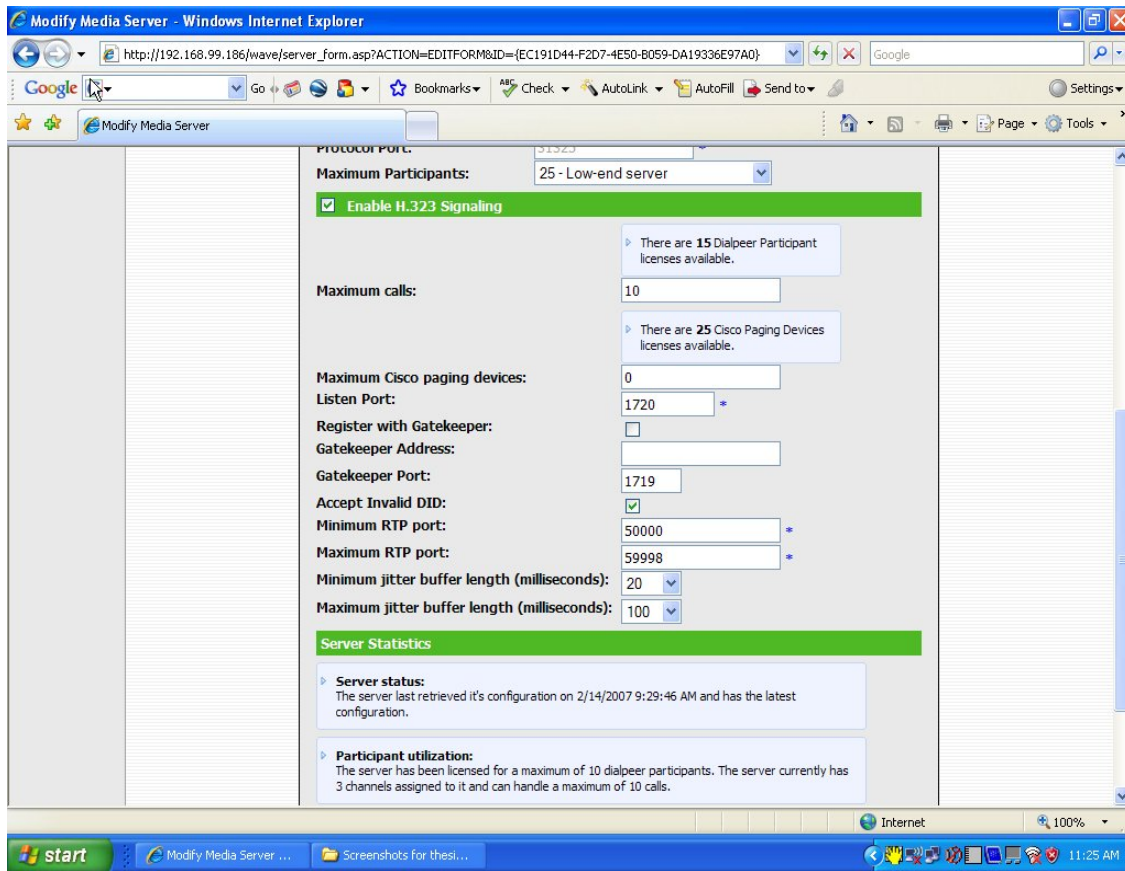 Modify Media Server - Windows Internet Explorer
http://192.168.99.186/wave/server_form.asp?ACTION=EDITFORM&ID={EC191D44-F2D7-4E50-B059-DA19336E97A0}
Google
Google
Go
Bookmarks
Check
AutoLink
AutoFill
Send to
Settings
Modify Media Server
Page
Tools
Protocol Port: 31325 *
Maximum Participants: 25 - Low-end server
Enable H.323 Signaling
There are 15 Dialpeer Participant
licenses available.
Maximum calls: 10
There are 25 Cisco Paging Devices
licenses available.
Maximum Cisco paging devices: 0
Listen Port: 1720 *
Register with Gatekeeper:
Gatekeeper Address:
Gatekeeper Port: 1719
Accept Invalid DID:
Minimum RTP port: 50000 *
Maximum RTP port: 59998 *
Minimum jitter buffer length (milliseconds): 20
Maximum jitter buffer length (milliseconds): 100
Server Statistics
Server status:
The server last retrieved it's configuration on 2/14/2007 9:29:46 AM and has the latest
configuration.
Participant utilization:
The server has been licensed for a maximum of 10 dialpeer participants. The server currently has
3 channels assigned to it and can handle a maximum of 10 calls.
Internet
100%
start
Modify Media Server ...
Screenshots for thesi...
11:25 AM